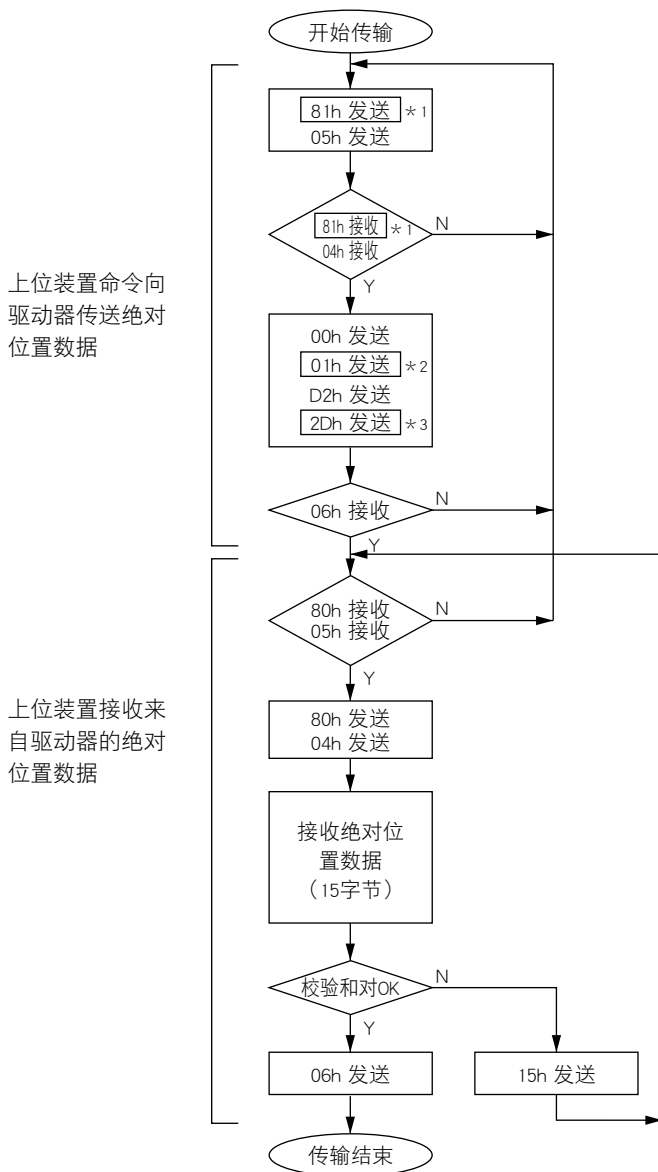 开始传输
81h 发送 *1
05h 发送
81h 接收 *1
04h 接收
N
Y
上位装置命令向
驱动器传送绝对
位置数据
00h 发送
01h 发送 *2
D2h 发送
2Dh 发送 *3
06h 接收
N
Y
80h 接收
05h 接收
N
Y
上位装置接收来
自驱动器的绝对
位置数据
80h 发送
04h 发送
接收绝对位
置数据
（15字节）
校验和对OK
N
Y
06h 发送
15h 发送
传输结束